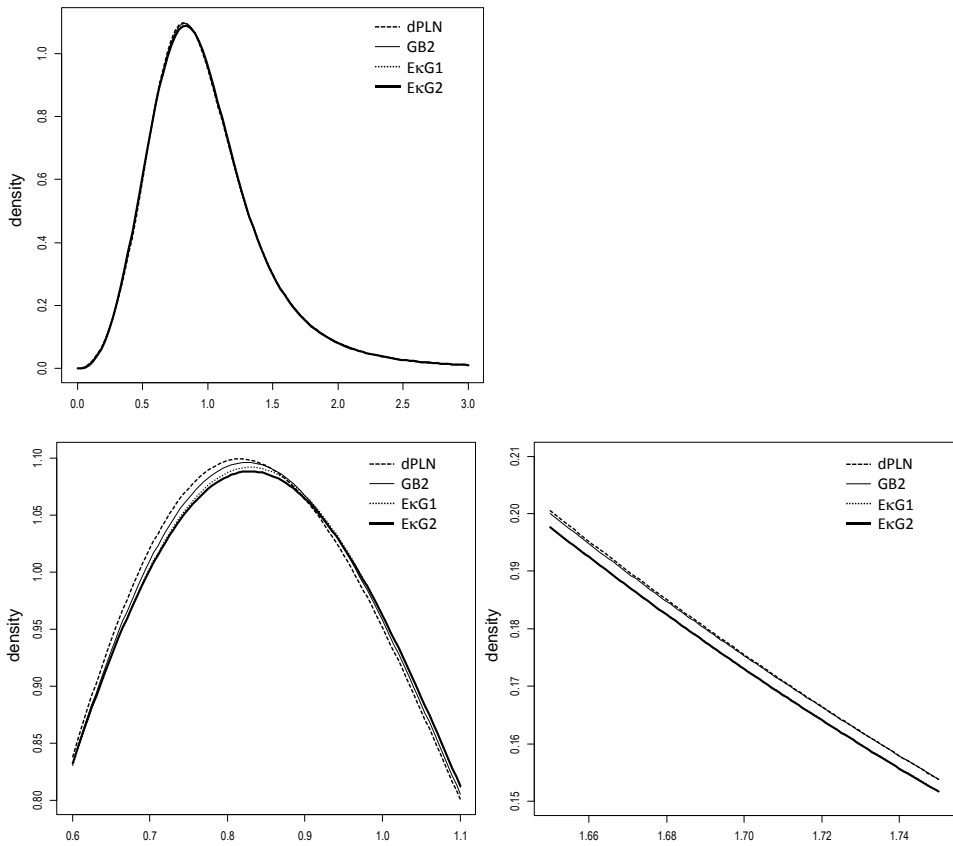 dPLN
GB2
EκG1
EκG2
density
0.0
0.2
0.4
0.6
0.8
1.0
0.0 0.5 1.0 1.5 2.0 2.5 3.0
dPLN
GB2
EκG1
EκG2
density
0.80
0.85
0.90
0.95
1.00
1.05
1.10
0.6 0.7 0.8 0.9 1.0 1.1
dPLN
GB2
EκG1
EκG2
density
0.15
0.16
0.17
0.18
0.19
0.20
0.21
1.66 1.68 1.70 1.72 1.74